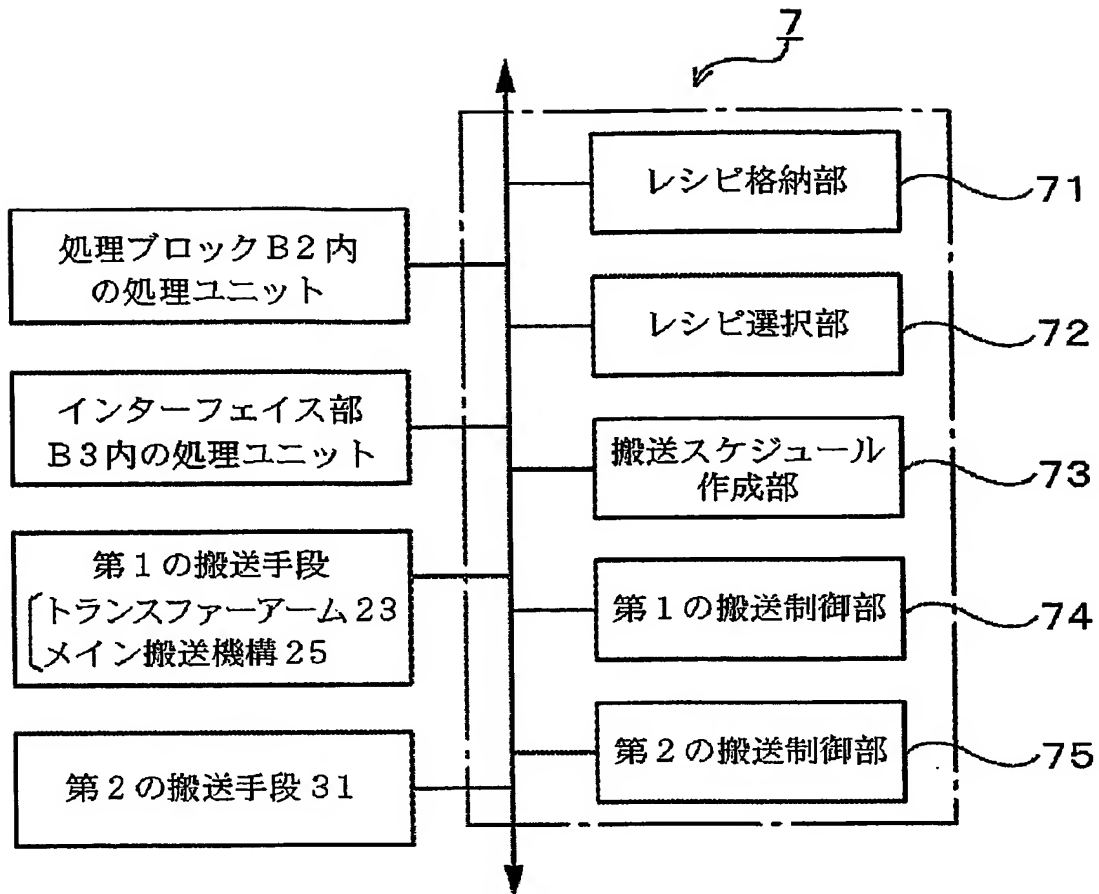 7
レシピ格納部
71
処理ブロックB2内
の処理ユニット
レシピ選択部
72
インターフェイス部
B3内の処理ユニット
搬送スケジュール
作成部
73
第1の搬送手段
トランスファーアーム23
メイン搬送機構25
第1の搬送制御部
74
第2の搬送手段31
第2の搬送制御部
75